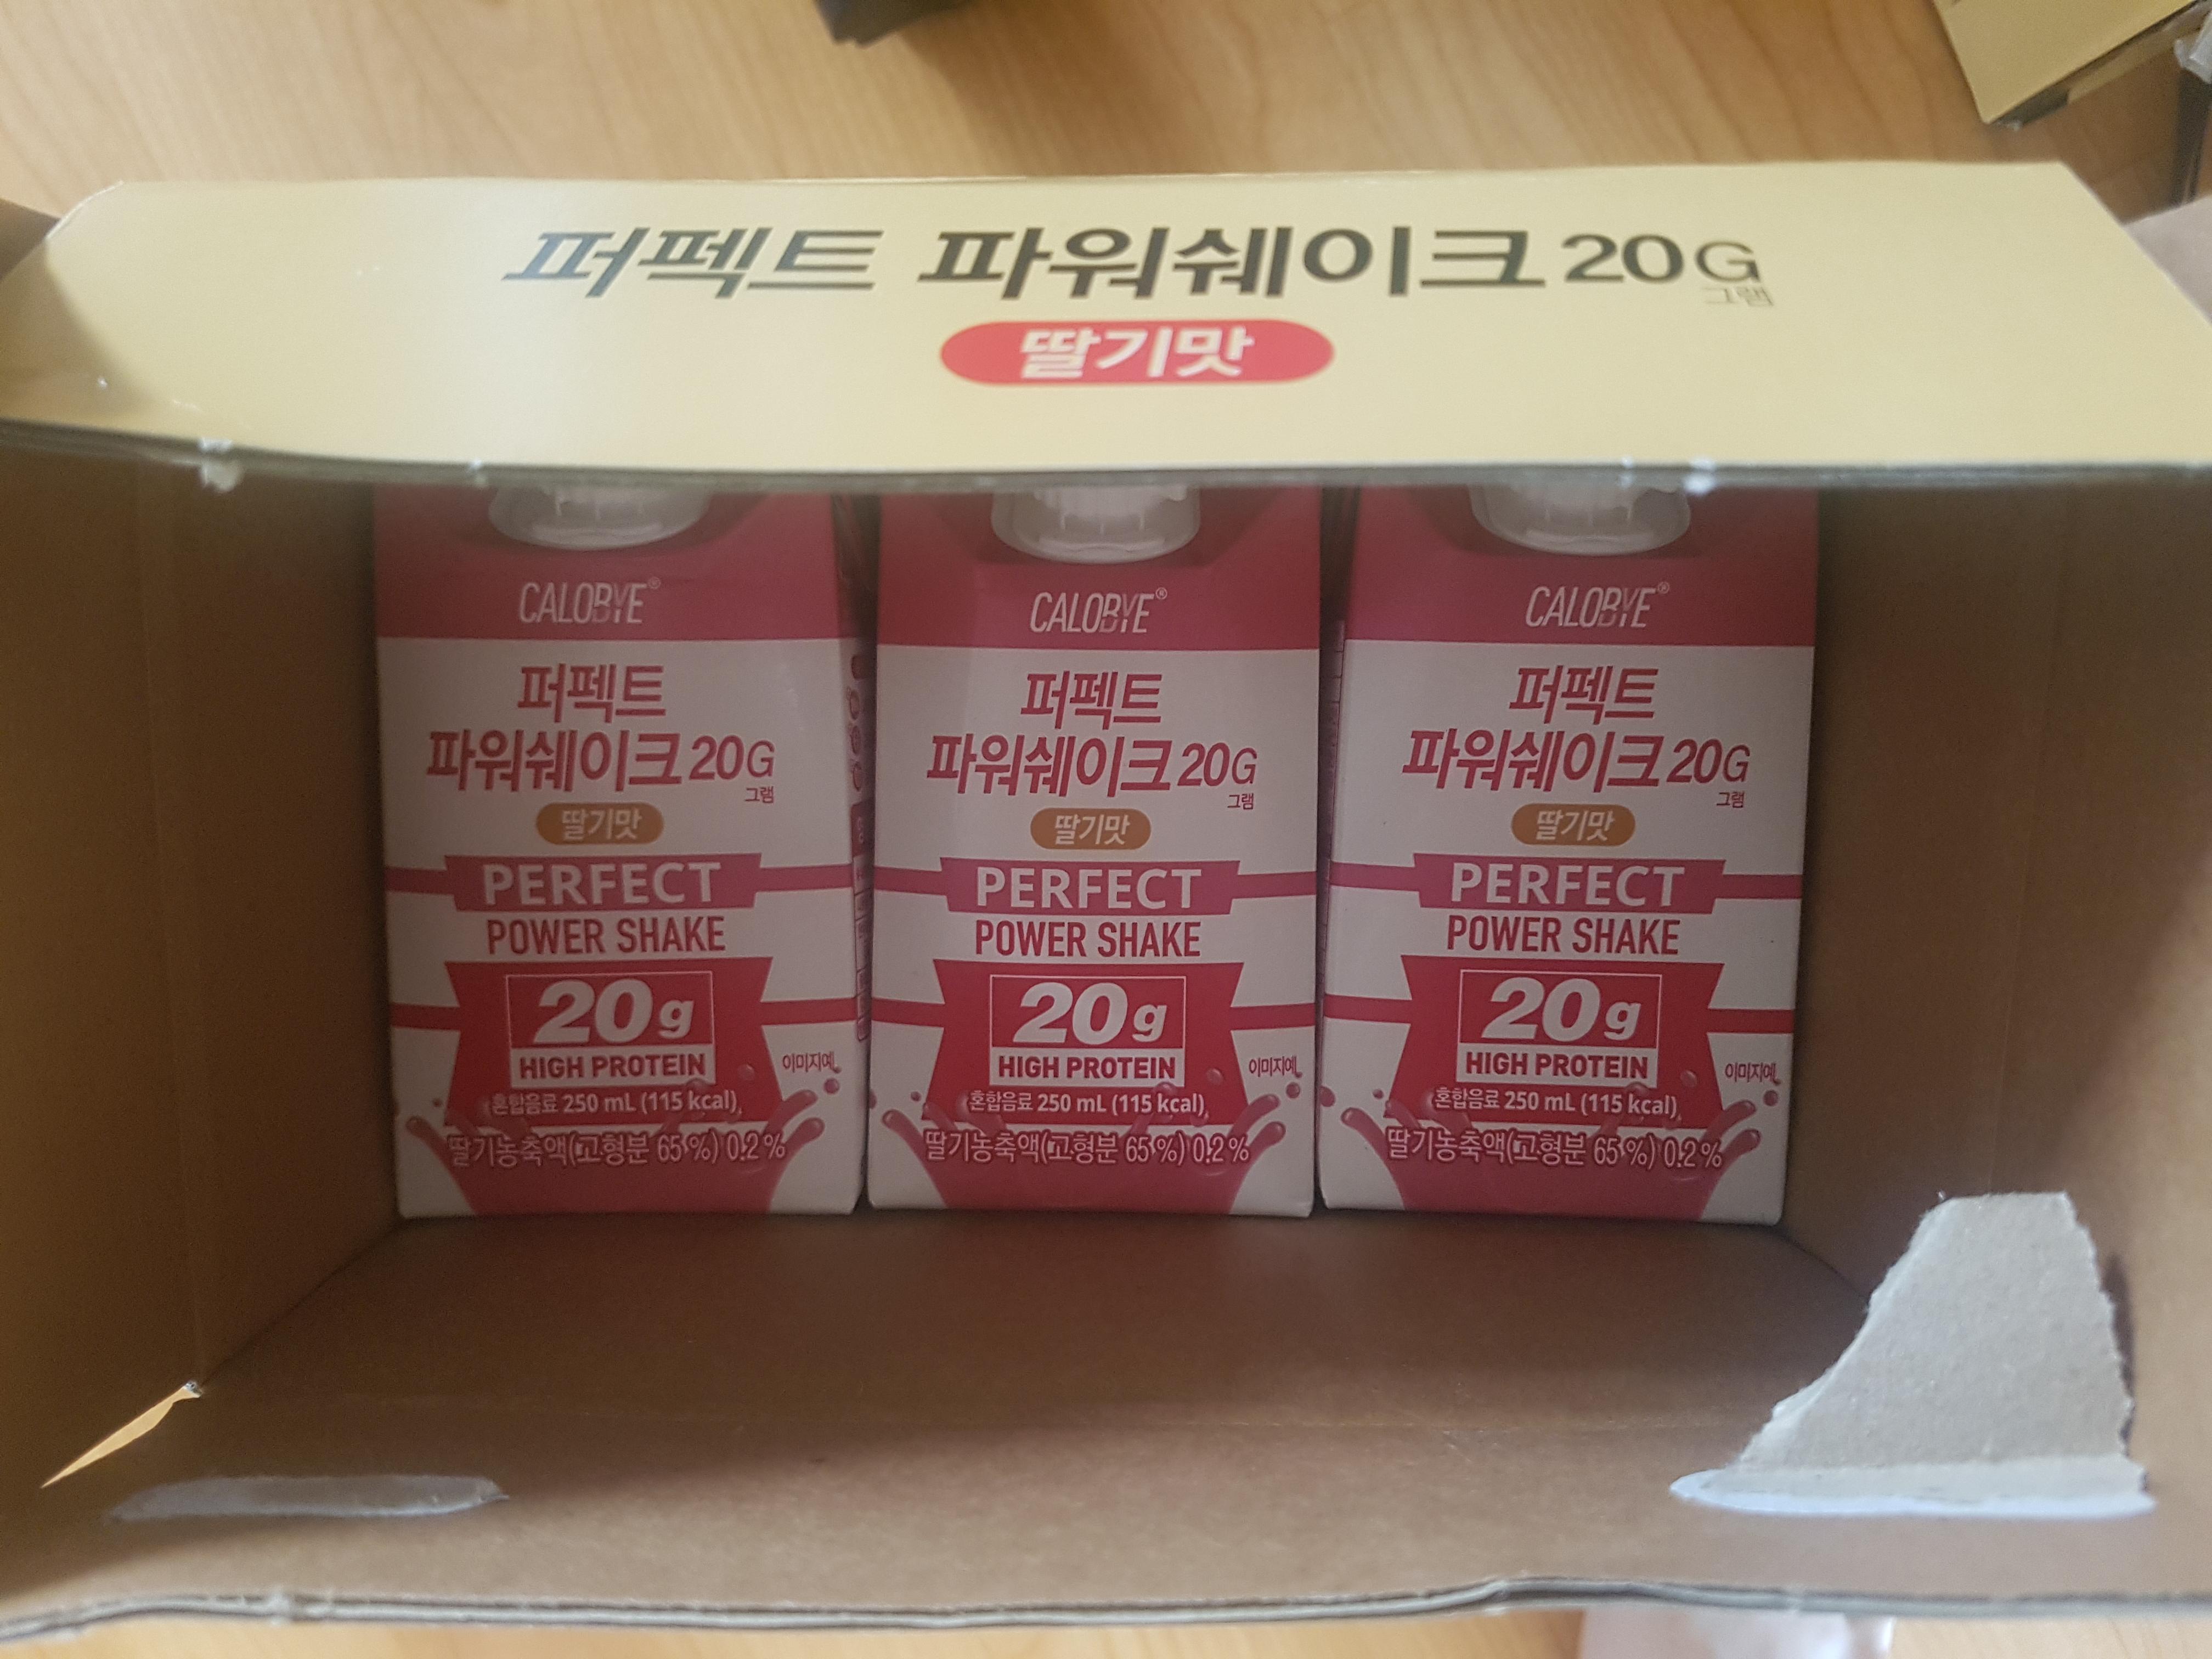 퍼펙트 파워쉐이크 20G
그램
딸기맛
CALOBYE®
퍼펙트
파워쉐이크 20G
그램
딸기맛
PERFECT
POWER SHAKE
20g
HIGH PROTEIN
이미지예
혼합음료 250 mL (115 kcal)
딸기농축액(고형분 65 %) 0.2 %
CALOBYE®
퍼펙트
파워쉐이크 20G
그램
딸기맛
PERFECT
POWER SHAKE
20g
HIGH PROTEIN
이미지예
혼합음료 250 mL (115 kcal)
딸기농축액(고형분 65 %) 0.2 %
CALOBYE®
퍼펙트
파워쉐이크 20G
그램
딸기맛
PERFECT
POWER SHAKE
20g
HIGH PROTEIN
이미지예
혼합음료 250 mL (115 kcal)
딸기농축액(고형분 65 %) 0.2 %